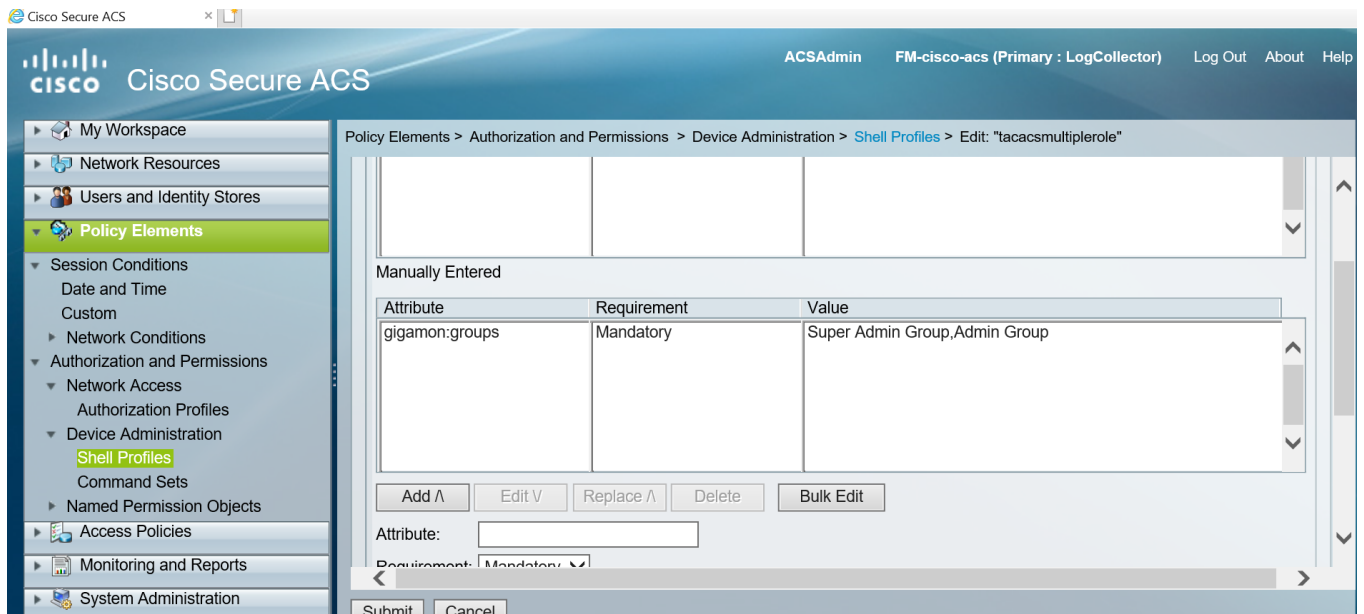 Cisco Secure ACS
CISCO Cisco Secure ACS
ACSAdmin FM-cisco-acs (Primary : LogCollector) Log Out About Help
My Workspace
Network Resources
Users and Identity Stores
Policy Elements
Session Conditions
Date and Time
Custom
Network Conditions
Authorization and Permissions
Network Access
Authorization Profiles
Device Administration
Shell Profiles
Command Sets
Named Permission Objects
Access Policies
Monitoring and Reports
System Administration
Policy Elements > Authorization and Permissions > Device Administration > Shell Profiles > Edit: "tacacsmultiplerole"
Manually Entered
Attribute Requirement Value
gigamon:groups Mandatory Super Admin Group,Admin Group
Add /\ Edit \/ Replace /\ Delete Bulk Edit
Attribute:
Requirement: Mandatory
Submit Cancel